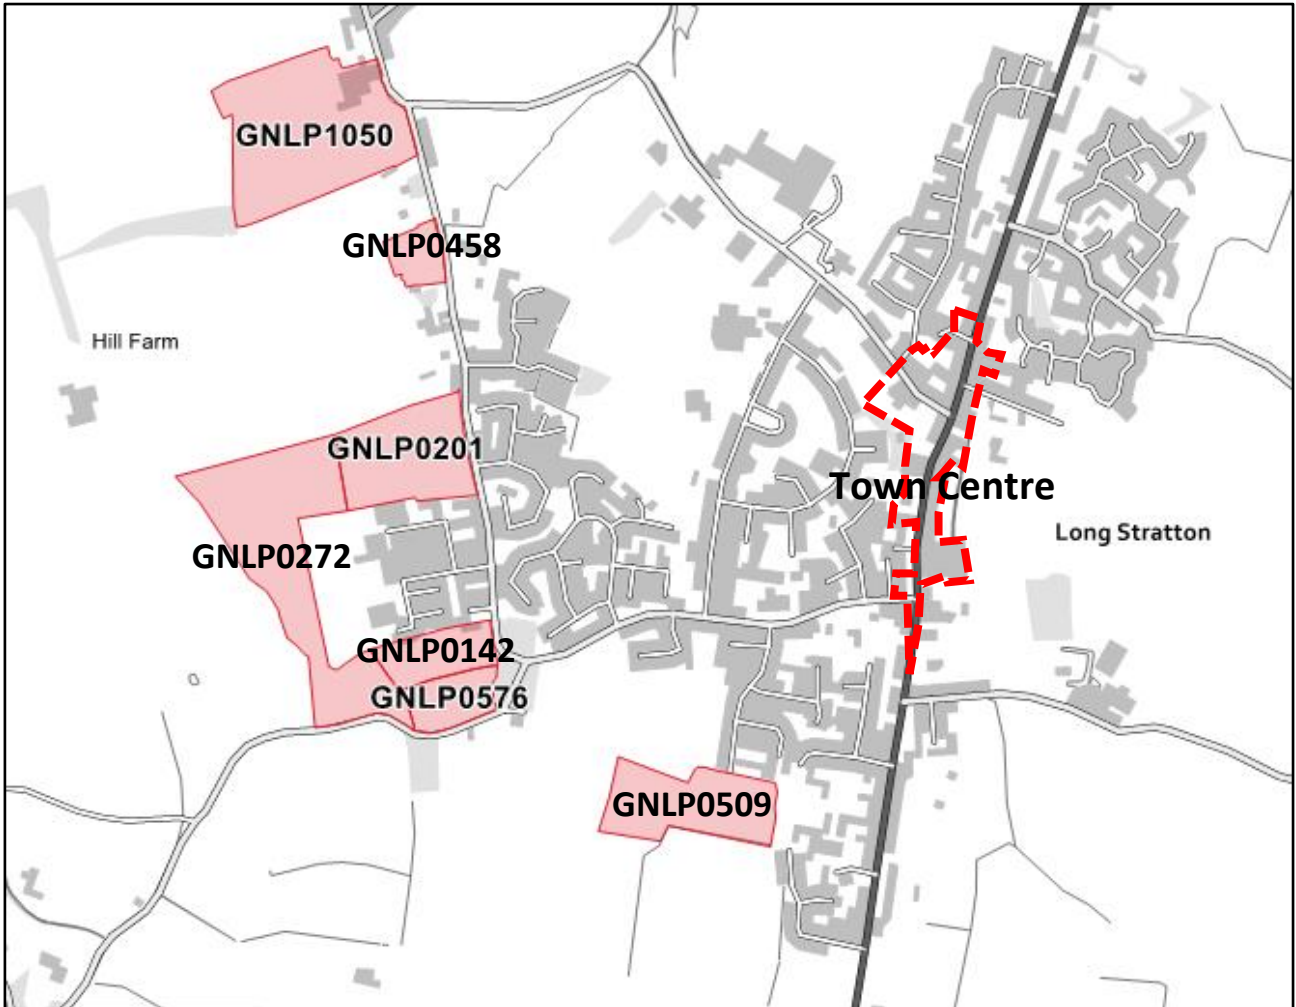 GNLP1050
GNLP0458
Hill Farm
GNLP0201
Town Centre
Long Stratton
GNLP0272
GNLP0142
GNLP0576
GNLP0509